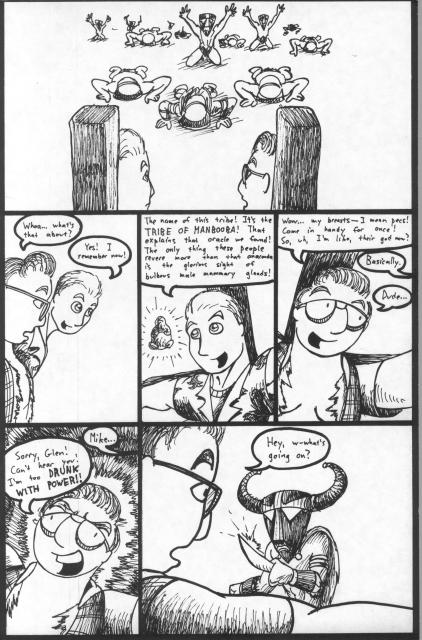 Whoa... what's
that about?
Yes! I
remember now!
The name of this tribe! It's the
TRIBE OF MANBOOBA! That
explains that oracle we found!
The only thing these people
revere more than that anaconda
is the glorious sight of
bulbous male mammary glands!
Wow... my breasts—I mean pecs!
Come in handy for once!
So, uh, I'm like, their god now?
Basically.
Dude...
Sorry, Glen!
Can't hear you.
I'm too DRUNK
WITH POWER!!
Mike...
Hey, w-what's
going on?